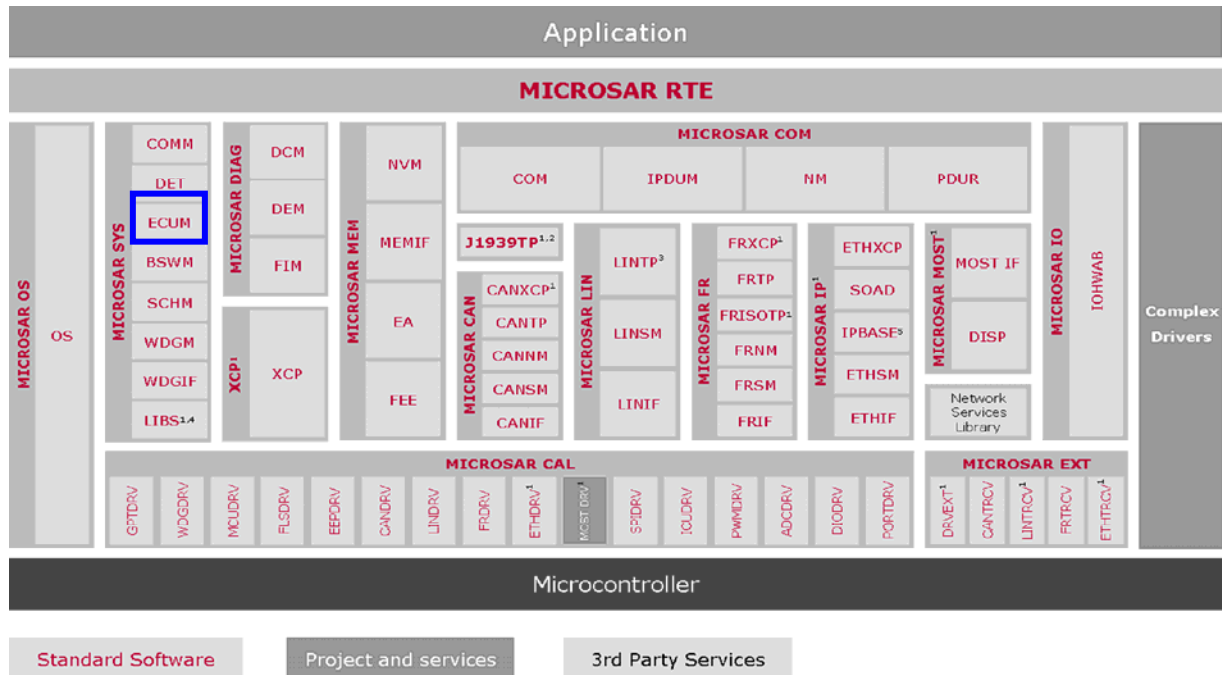 Application
MICROSAR RTE
MICROSAR OS
OS
MICROSAR SYS
COMM
DET
ECUM
BSWM
SCHM
WDGM
WDGIF
LIBS1,4
MICROSAR DIAG
DCM
DEM
FIM
XCP1
XCP
MICROSAR MEM
NVM
MEMIF
EA
FEE
MICROSAR COM
COM
IPDUM
NM
PDUR
J1939TP1,2
MICROSAR CAN
CANXCP1
CANTP
CANNM
CANSM
CANIF
MICROSAR LIN
LINTP3
LINSM
LINIF
MICROSAR FR
FRXCP1
FRTP
FRISOTP1
FRNM
FRSM
FRIF
MICROSAR IP1
ETHXCP
SOAD
IPBASE5
ETHSM
ETHIF
MICROSAR MOST1
MOST IF
DISP
Network
Services
Library
MICROSAR IO
IOHWAB
Complex
Drivers
MICROSAR CAL
GPTDRV
WDGDRV
MCUDRV
FLSDRV
EEPDRV
CANDRV
LINDRV
FRDRV
ETHDRV1
MOST DRV1
SPIDRV
ICUDRV
PWMDRV
ADCDRV
DIODRV
PORTDRV
MICROSAR EXT
DRVEXT1
CANTRCV
LINTRCV1
FRTRCV
ETHTRCV1
Microcontroller
Standard Software
Project and services
3rd Party Services